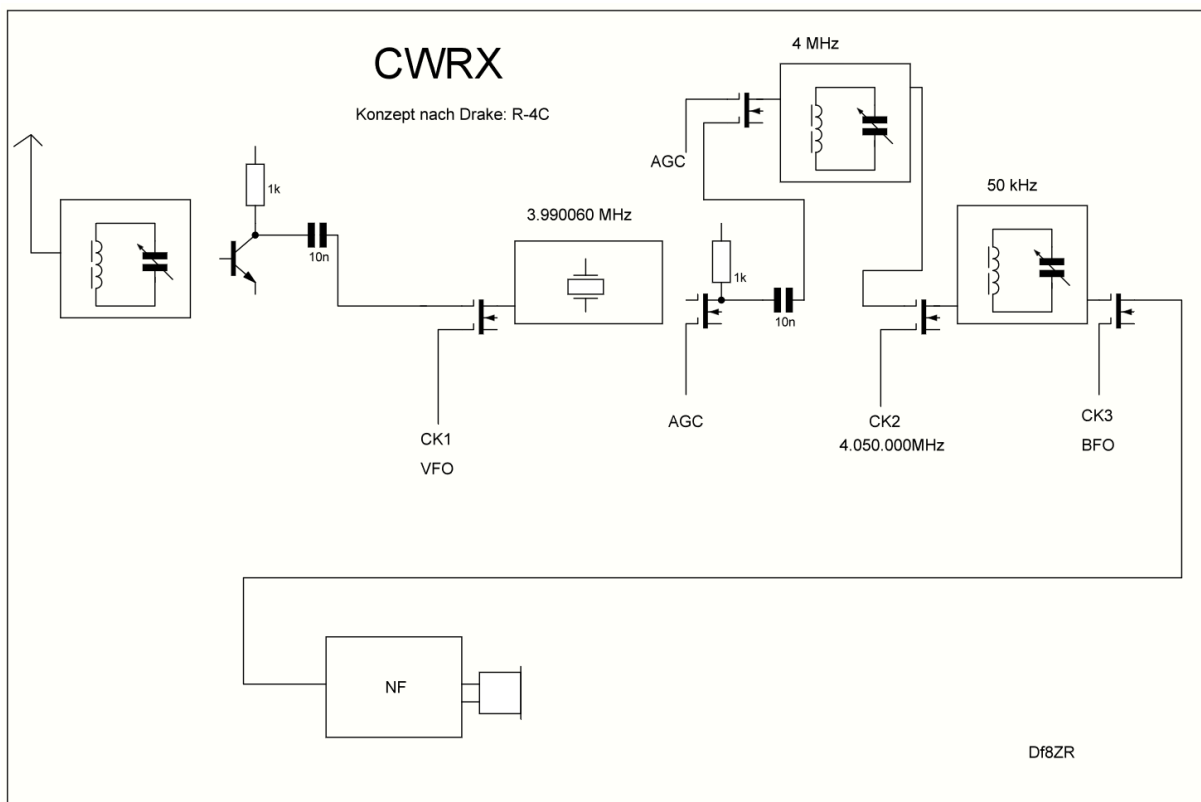 CWRX
Konzept nach Drake: R-4C
4 MHz
AGC
50 kHz
1k
3.990060 MHz
10n
1k
10n
AGC
CK1
VFO
CK2
4.050.000MHz
CK3
BFO
NF
Df8ZR